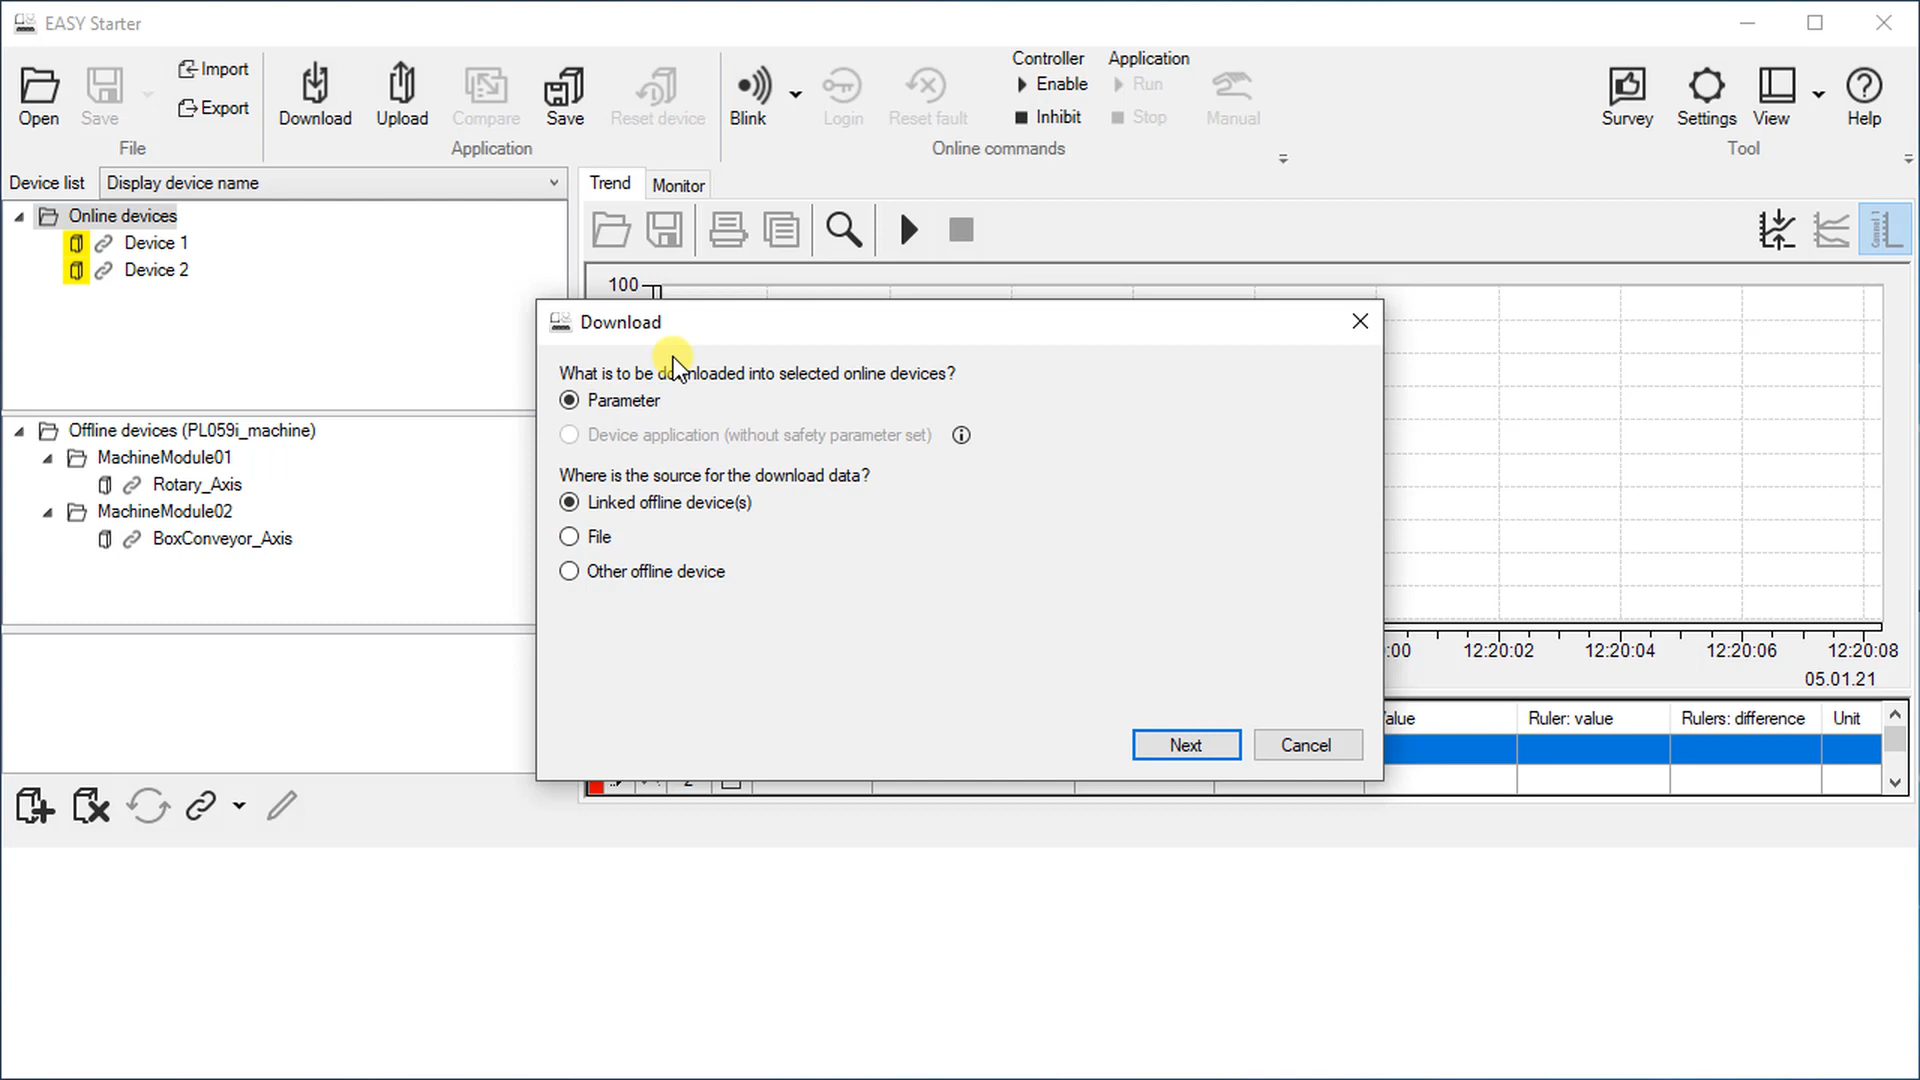 EASY Starter
Open
Save
Import
Export
File
Download
Upload
Compare
Save
Reset device
Application
Blink
Login
Reset fault
Controller
Enable
Inhibit
Application
Run
Stop
Manual
Online commands
Survey
Settings
View
Help
Tool
Device list
Display device name
Online devices
Device 1
Device 2
Offline devices (PL059i_machine)
MachineModule01
Rotary_Axis
MachineModule02
BoxConveyor_Axis
Trend
Monitor
100
Download
What is to be downloaded into selected online devices?
Parameter
Device application (without safety parameter set)
Where is the source for the download data?
Linked offline device(s)
File
Other offline device
Next
Cancel
:00
12:20:02
12:20:04
12:20:06
12:20:08
05.01.21
alue
Ruler: value
Rulers: difference
Unit
2